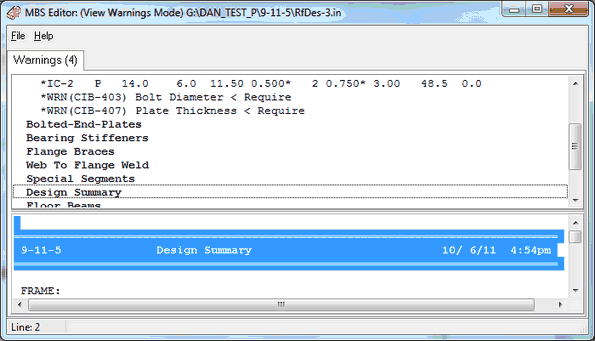 MBS Editor: (View Warnings Mode) G:\DAN_TEST_P\9-11-5\RfDes-3.in
File Help
Warnings (4)
*IC-2 P 14.0 6.0 11.50 0.500* 2 0.750* 3.00 48.5 0.0
*WRN(CIB-403) Bolt Diameter < Require
*WRN(CIB-407) Plate Thickness < Require
Bolted-End-Plates
Bearing Stiffeners
Flange Braces
Web To Flange Weld
Special Segments
Design Summary
Floor Beams
9-11-5 Design Summary 10/ 6/11 4:54pm
FRAME:
Line: 2